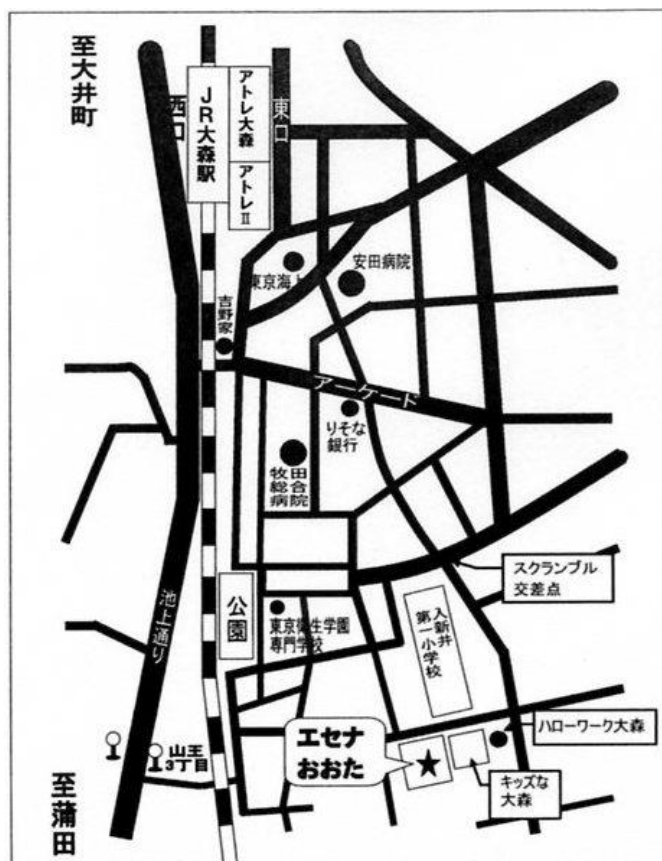 至大井町
西口
JR大森駅
アトレ大森
アトレⅡ
東口
東京海上
安田病院
吉野家
アーケード
りそな
銀行
牧田
総合
病院
スクランブル
交差点
公園
東京衛生学園
専門学校
入新井
第一小学校
池上通り
ハローワーク大森
エセナ
おおた
キッズな
大森
山王
3丁目
至蒲田